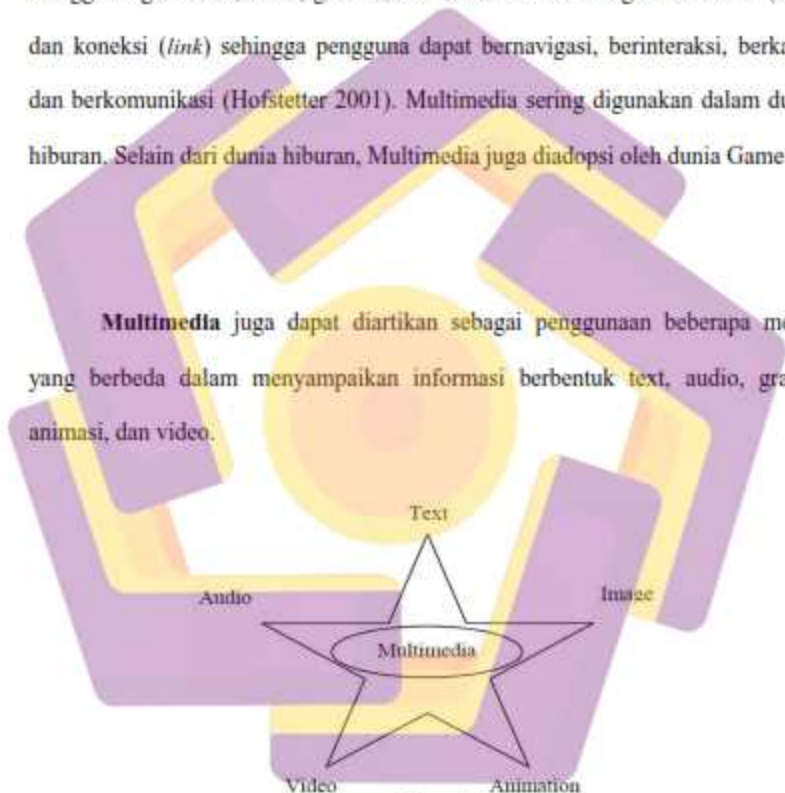 dan koneksi (link) sehingga pengguna dapat bernavigasi, berinteraksi,
dan berkomunikasi (Hofstetter 2001). Multimedia sering digunakan dalam
hiburan. Selain dari dunia hiburan, Multimedia juga diadopsi oleh dunia Game
Multimedia juga dapat diartikan sebagai penggunaan beberapa
yang berbeda dalam menyampaikan informasi berbentuk text, audio,
animasi, dan video.
Text
Audio
Image
Multimedia
Video
Animation